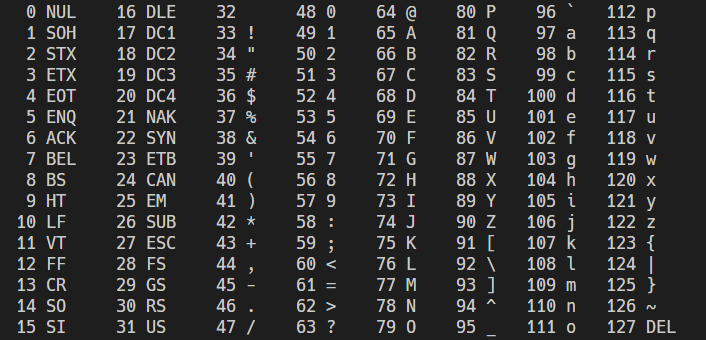 0 NUL 16 DLE 32 48 0 64 @ 80 P 96 ` 112 p
1 SOH 17 DC1 33 ! 49 1 65 A 81 Q 97 a 113 q
2 STX 18 DC2 34 " 50 2 66 B 82 R 98 b 114 r
3 ETX 19 DC3 35 # 51 3 67 C 83 S 99 c 115 s
4 EOT 20 DC4 36 $ 52 4 68 D 84 T 100 d 116 t
5 ENQ 21 NAK 37 % 53 5 69 E 85 U 101 e 117 u
6 ACK 22 SYN 38 & 54 6 70 F 86 V 102 f 118 v
7 BEL 23 ETB 39 ' 55 7 71 G 87 W 103 g 119 w
8 BS 24 CAN 40 ( 56 8 72 H 88 X 104 h 120 x
9 HT 25 EM 41 ) 57 9 73 I 89 Y 105 i 121 y
10 LF 26 SUB 42 * 58 : 74 J 90 Z 106 j 122 z
11 VT 27 ESC 43 + 59 ; 75 K 91 [ 107 k 123 {
12 FF 28 FS 44 , 60 < 76 L 92 \ 108 l 124 |
13 CR 29 GS 45 - 61 = 77 M 93 ] 109 m 125 }
14 SO 30 RS 46 . 62 > 78 N 94 ^ 110 n 126 ~
15 SI 31 US 47 / 63 ? 79 O 95 _ 111 o 127 DEL